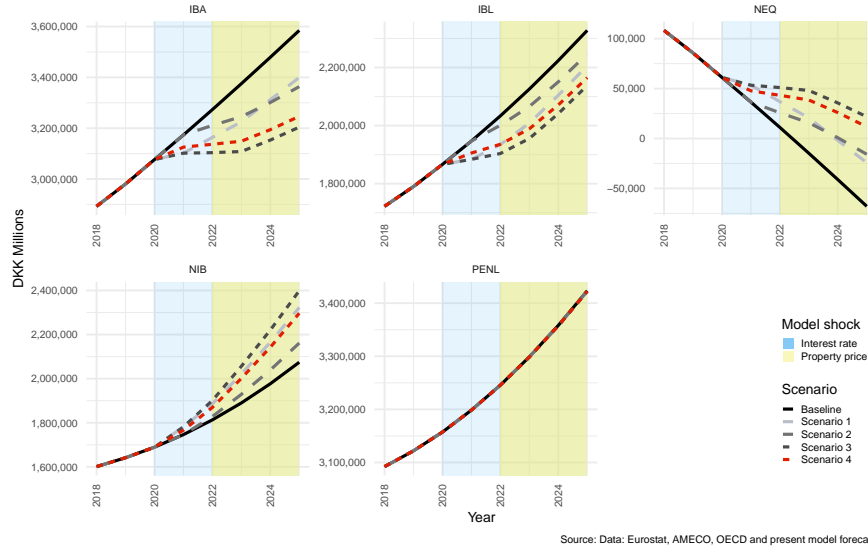 IBA
IBL
NEQ
3,600,000
3,400,000
3,200,000
3,000,000
2018
2020
2022
2024
2,200,000
2,000,000
1,800,000
2018
2020
2022
2024
100,000
50,000
0
−50,000
2018
2020
2022
2024
DKK Millions
NIB
PENL
2,400,000
2,200,000
2,000,000
1,800,000
1,600,000
2018
2020
2022
2024
3,400,000
3,300,000
3,200,000
3,100,000
2018
2020
2022
2024
Year
Model shock
Interest rate
Property price
Scenario
Baseline
Scenario 1
Scenario 2
Scenario 3
Scenario 4
Source: Data: Eurostat, AMECO, OECD and present model foreca